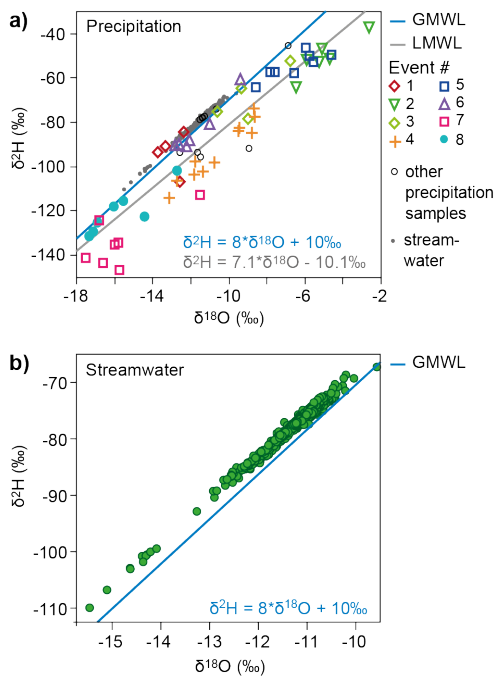 a)
Precipitation
GMWL
LMWL
Event #
1
5
2
6
3
7
4
8
other
precipitation
samples
stream-
water
δ²H = 8*δ¹⁸O + 10‰
δ²H = 7.1*δ¹⁸O - 10.1‰
δ²H (‰)
-40
-60
-80
-100
-120
-140
-18
-14
-10
-6
-2
δ¹⁸O (‰)
b)
Streamwater
GMWL
δ²H = 8*δ¹⁸O + 10‰
δ²H (‰)
-70
-80
-90
-100
-110
-15
-14
-13
-12
-11
-10
δ¹⁸O (‰)